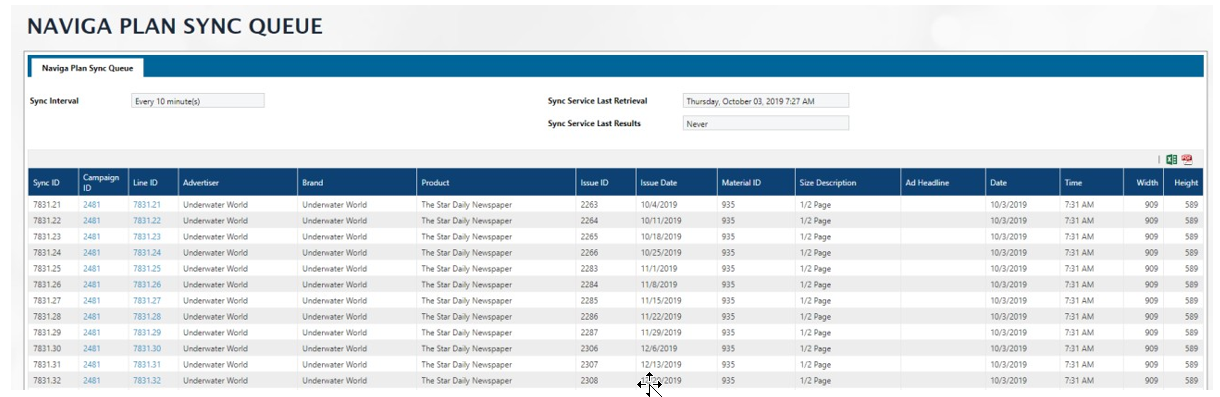 NAVIGA PLAN SYNC QUEUE
Naviga Plan Sync Queue
Sync Interval Every 10 minute(s) Sync Service Last Retrieval Thursday, October 03, 2019 7:27 AM
Sync Service Last Results Never
Sync ID Campaign ID Line ID Advertiser Brand Product Issue ID Issue Date Material ID Size Description Ad Headline Date Time Width Height
7831.21 2481 7831.21 Underwater World Underwater World The Star Daily Newspaper 2263 10/4/2019 935 1/2 Page 10/3/2019 7:31 AM 909 589
7831.22 2481 7831.22 Underwater World Underwater World The Star Daily Newspaper 2264 10/11/2019 935 1/2 Page 10/3/2019 7:31 AM 909 589
7831.23 2481 7831.23 Underwater World Underwater World The Star Daily Newspaper 2265 10/18/2019 935 1/2 Page 10/3/2019 7:31 AM 909 589
7831.24 2481 7831.24 Underwater World Underwater World The Star Daily Newspaper 2266 10/25/2019 935 1/2 Page 10/3/2019 7:31 AM 909 589
7831.25 2481 7831.25 Underwater World Underwater World The Star Daily Newspaper 2283 11/1/2019 935 1/2 Page 10/3/2019 7:31 AM 909 589
7831.26 2481 7831.26 Underwater World Underwater World The Star Daily Newspaper 2284 11/8/2019 935 1/2 Page 10/3/2019 7:31 AM 909 589
7831.27 2481 7831.27 Underwater World Underwater World The Star Daily Newspaper 2285 11/15/2019 935 1/2 Page 10/3/2019 7:31 AM 909 589
7831.28 2481 7831.28 Underwater World Underwater World The Star Daily Newspaper 2286 11/22/2019 935 1/2 Page 10/3/2019 7:31 AM 909 589
7831.29 2481 7831.29 Underwater World Underwater World The Star Daily Newspaper 2287 11/29/2019 935 1/2 Page 10/3/2019 7:31 AM 909 589
7831.30 2481 7831.30 Underwater World Underwater World The Star Daily Newspaper 2306 12/6/2019 935 1/2 Page 10/3/2019 7:31 AM 909 589
7831.31 2481 7831.31 Underwater World Underwater World The Star Daily Newspaper 2307 12/13/2019 935 1/2 Page 10/3/2019 7:31 AM 909 589
7831.32 2481 7831.32 Underwater World Underwater World The Star Daily Newspaper 2308 935 1/2 Page 10/3/2019 7:31 AM 909 589